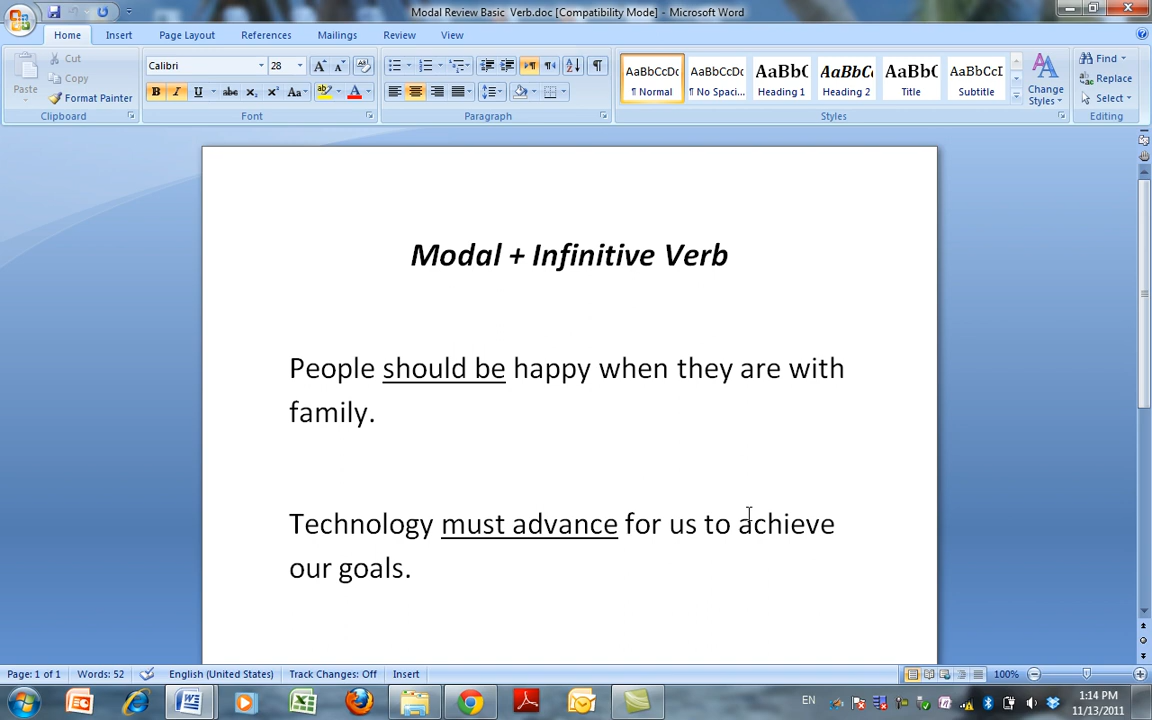 Modal Review Basic  Verb.doc [Compatibility Mode] - Microsoft Word
Home Insert Page Layout References Mailings Review View
Paste Cut Copy Format Painter
Clipboard
Calibri 28
Font
Paragraph
AaBbCcDc AaBbCcDc AaBbC AaBbCc AaBbC AaBbCcI
¶ Normal ¶ No Spaci... Heading 1 Heading 2 Title Subtitle
Change Styles
Styles
Find Replace Select
Editing
Modal + Infinitive Verb
People should be happy when they are with
family.
Technology must advance for us to achieve
our goals.
Page: 1 of 1 Words: 52 English (United States) Track Changes: Off Insert 100%
EN 1:14 PM
11/13/2011